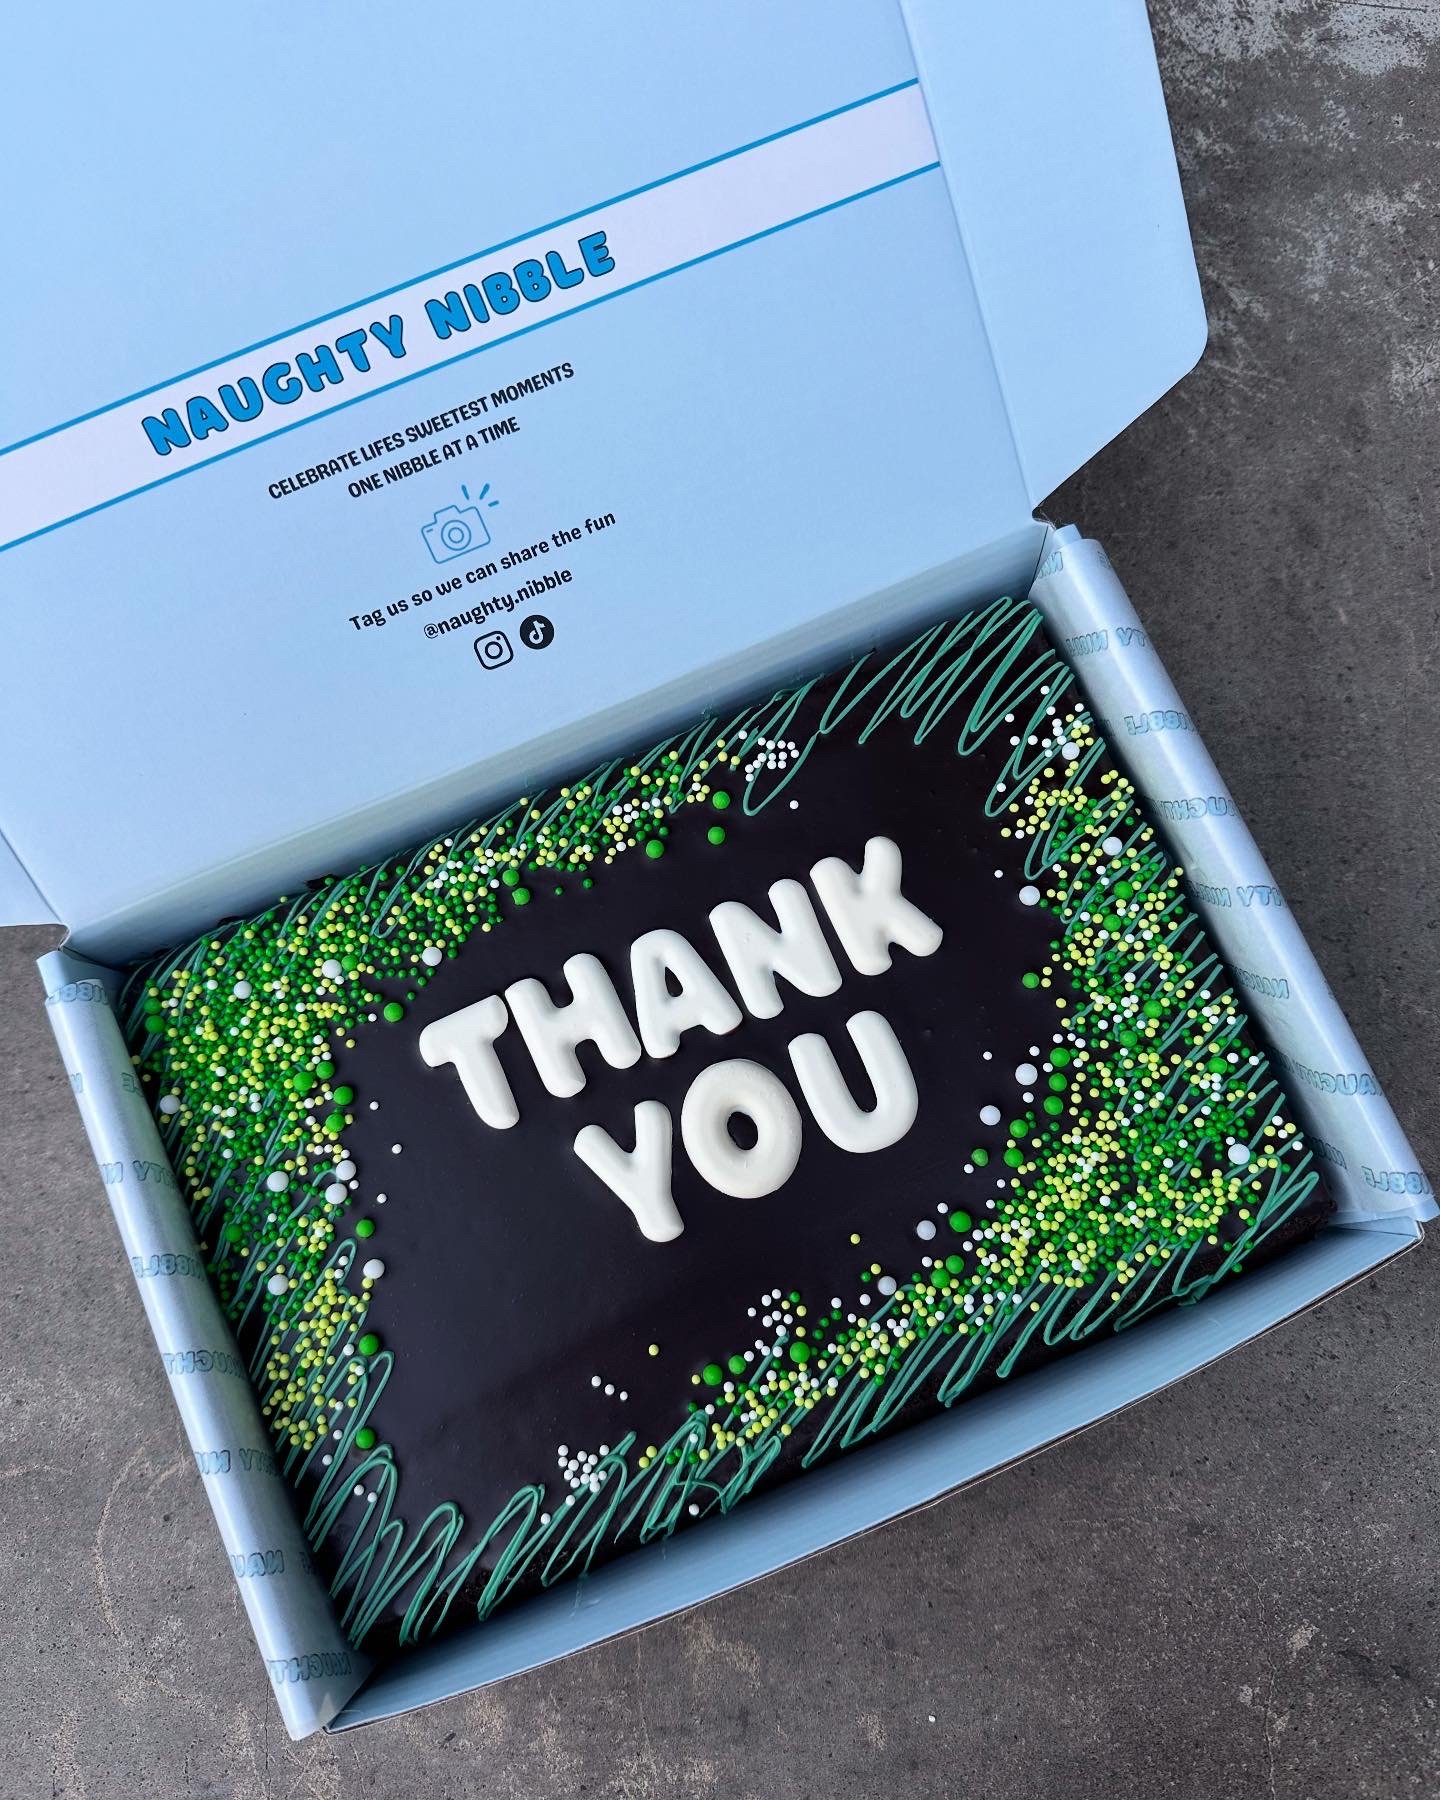 NAUGHTY NIBBLE
CELEBRATE LIFES SWEETEST MOMENTS
ONE NIBBLE AT A TIME
Tag us so we can share the fun
@naughty.nibble
THANK
YOU